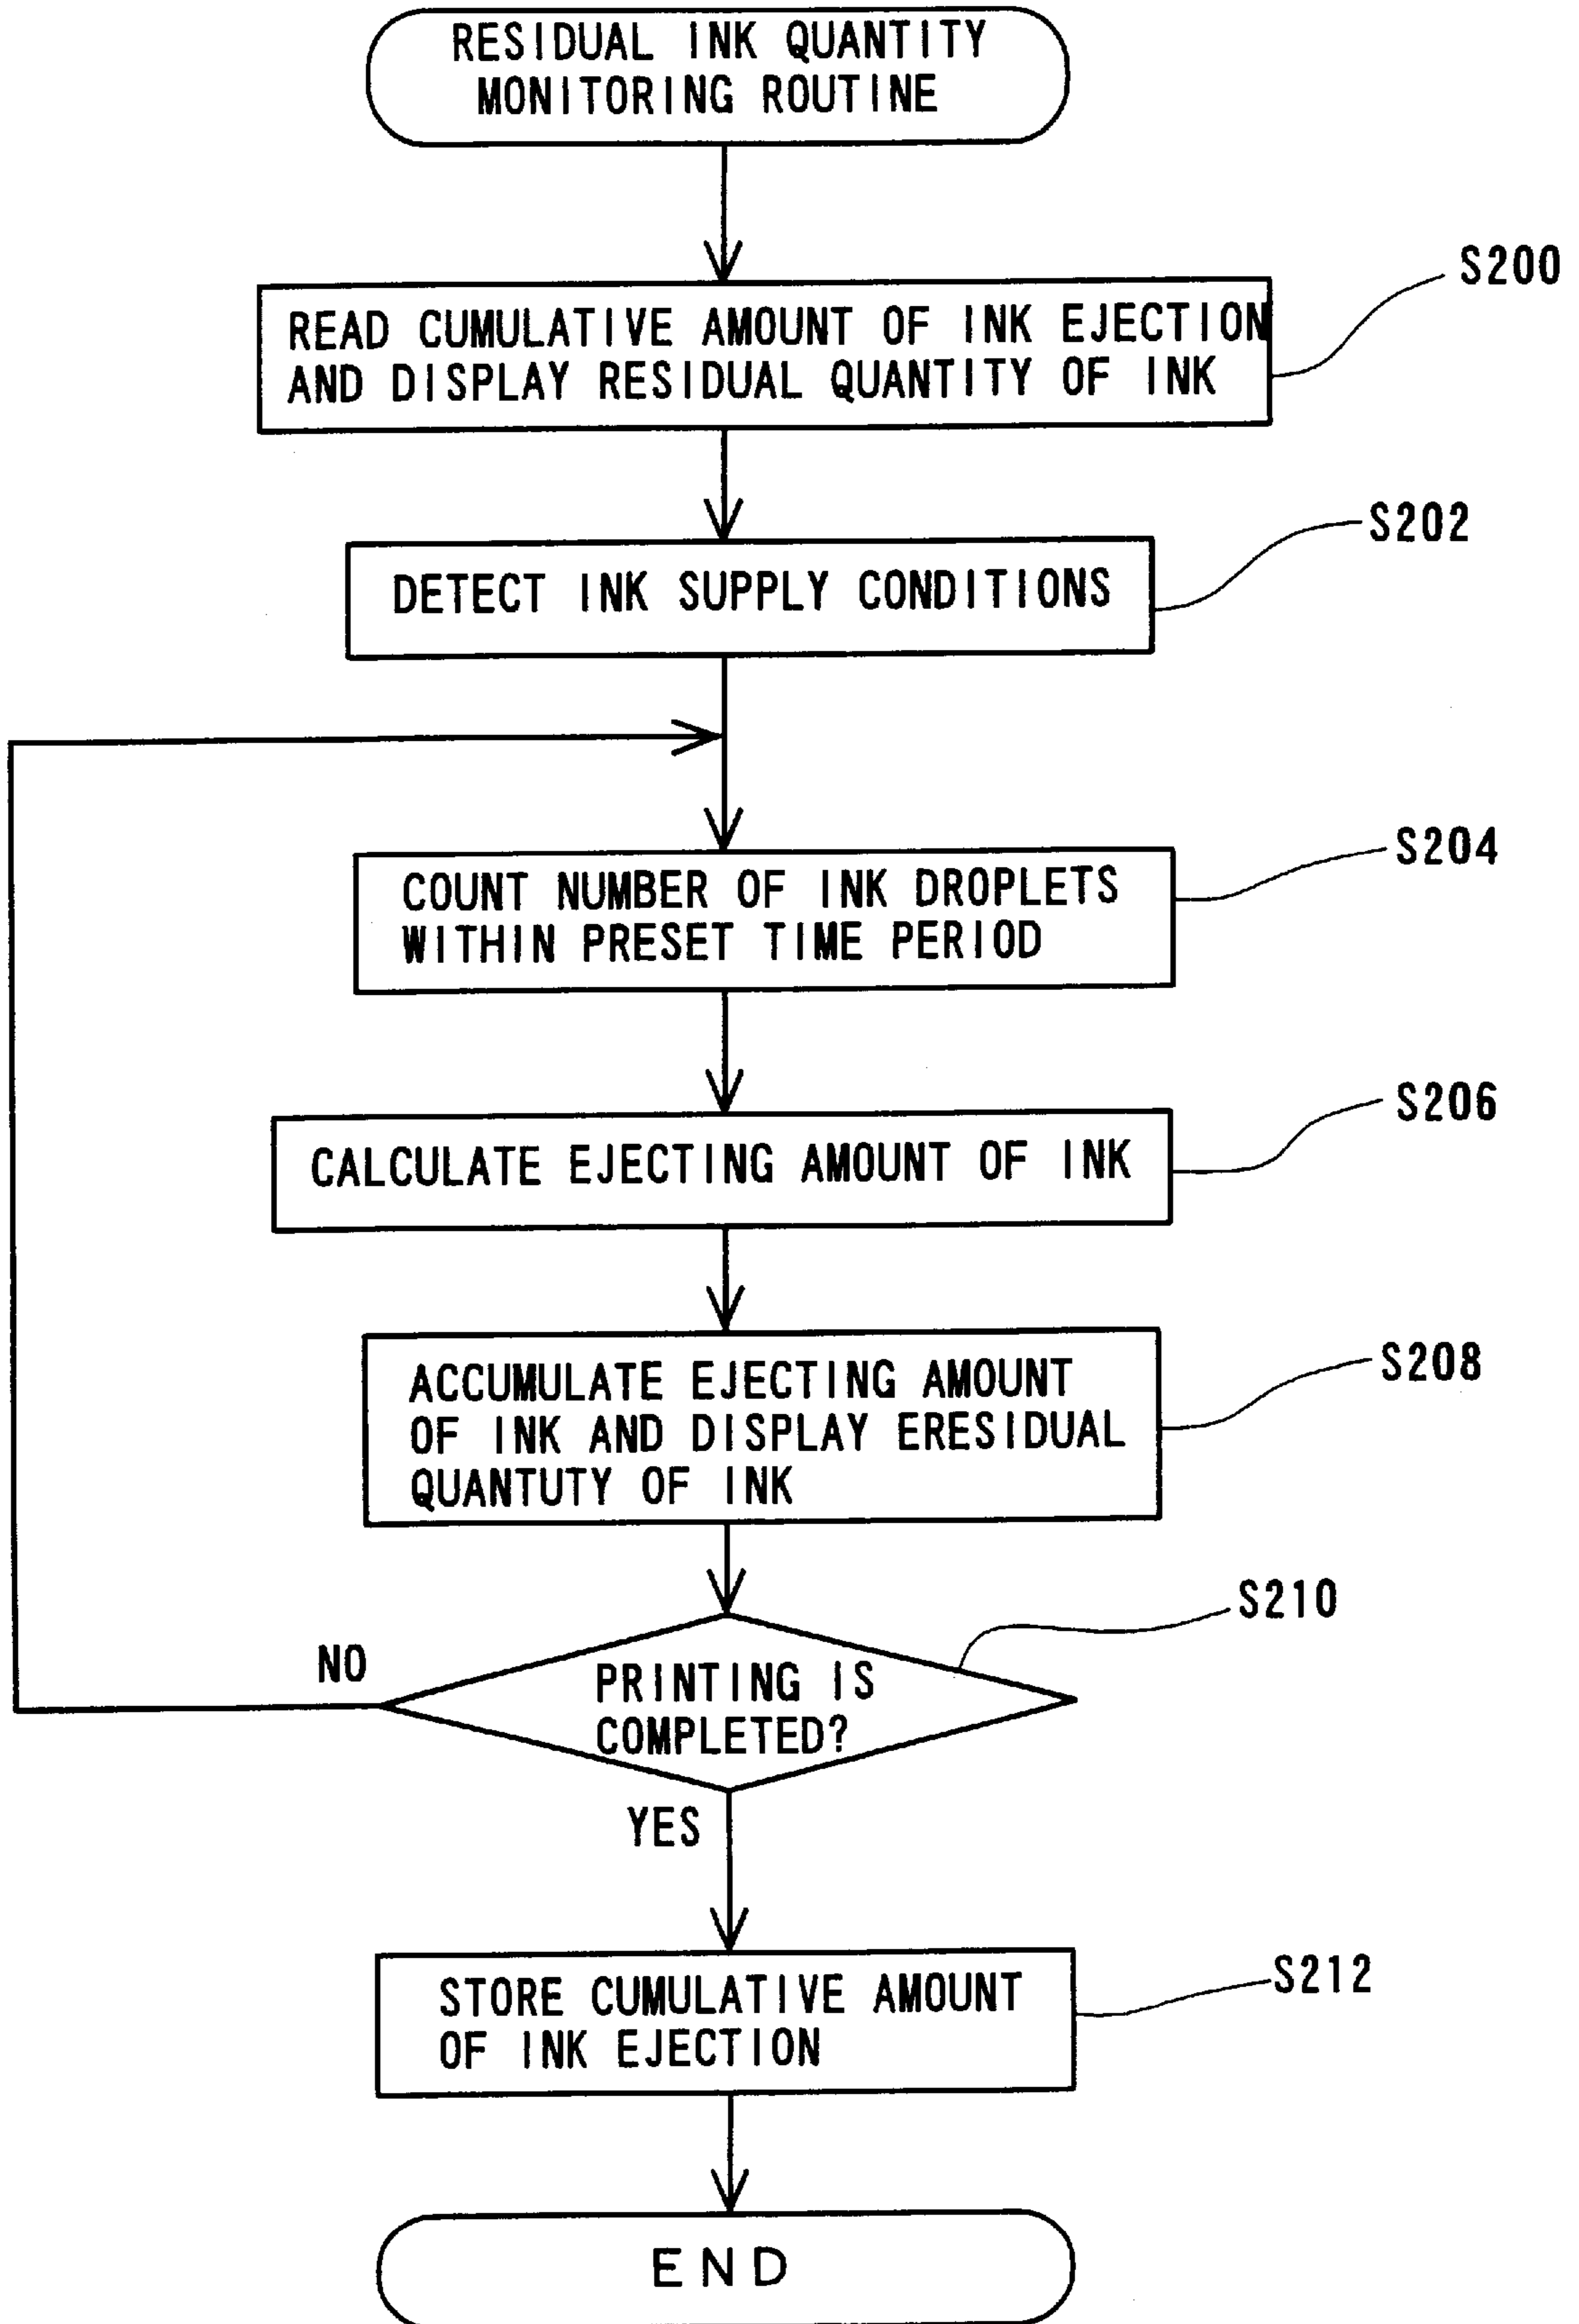 RESIDUAL INK QUANTITY
MONITORING ROUTINE
S200
READ CUMULATIVE AMOUNT OF INK EJECTION
AND DISPLAY RESIDUAL QUANTITY OF INK
S202
DETECT INK SUPPLY CONDITIONS
S204
COUNT NUMBER OF INK DROPLETS
WITHIN PRESET TIME PERIOD
S206
CALCULATE EJECTING AMOUNT OF INK
S208
ACCUMULATE EJECTING AMOUNT
OF INK AND DISPLAY ERESIDUAL
QUANTUTY OF INK
S210
NO
PRINTING IS
COMPLETED?
YES
S212
STORE CUMULATIVE AMOUNT
OF INK EJECTION
END